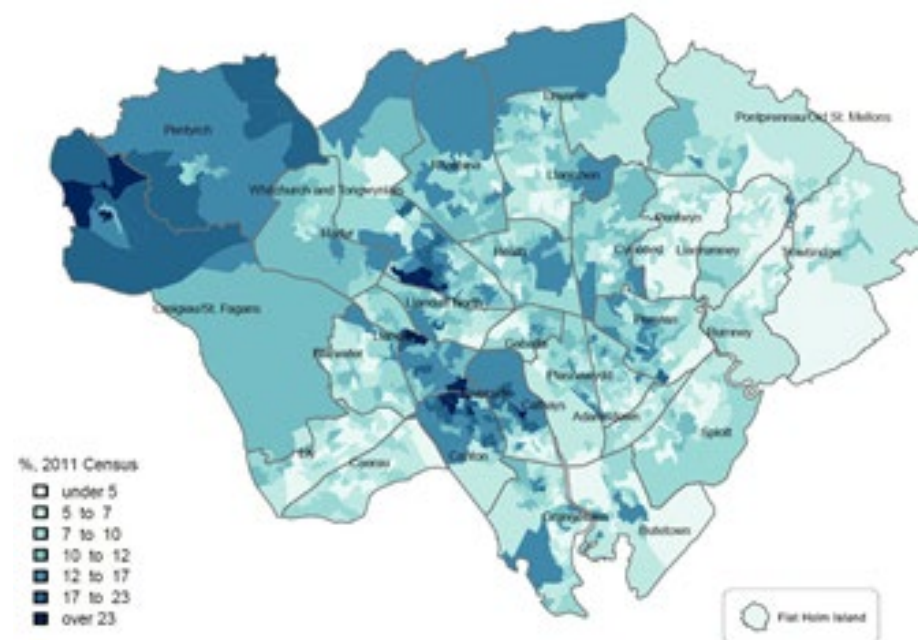 Pentyrch
Lisvane
Pontprennau/Old St. Mellons
Rhiwbina
Whitchurch and Tongwynlais
Llanishen
Pentwyn
Radyr
Heath
Cyncoed
Llanrumney
Trowbridge
Creigiau/St. Fagans
Llandaff North
Llandaff
Gabalfa
Penylan
Rumney
Fairwater
Plasnewydd
Riverside
Cathays
Adamsdown
Splott
Ely
Caerau
Canton
Grangetown
Butetown
%, 2011 Census
under 5
5 to 7
7 to 10
10 to 12
12 to 17
17 to 23
over 23
Flat Holm Island